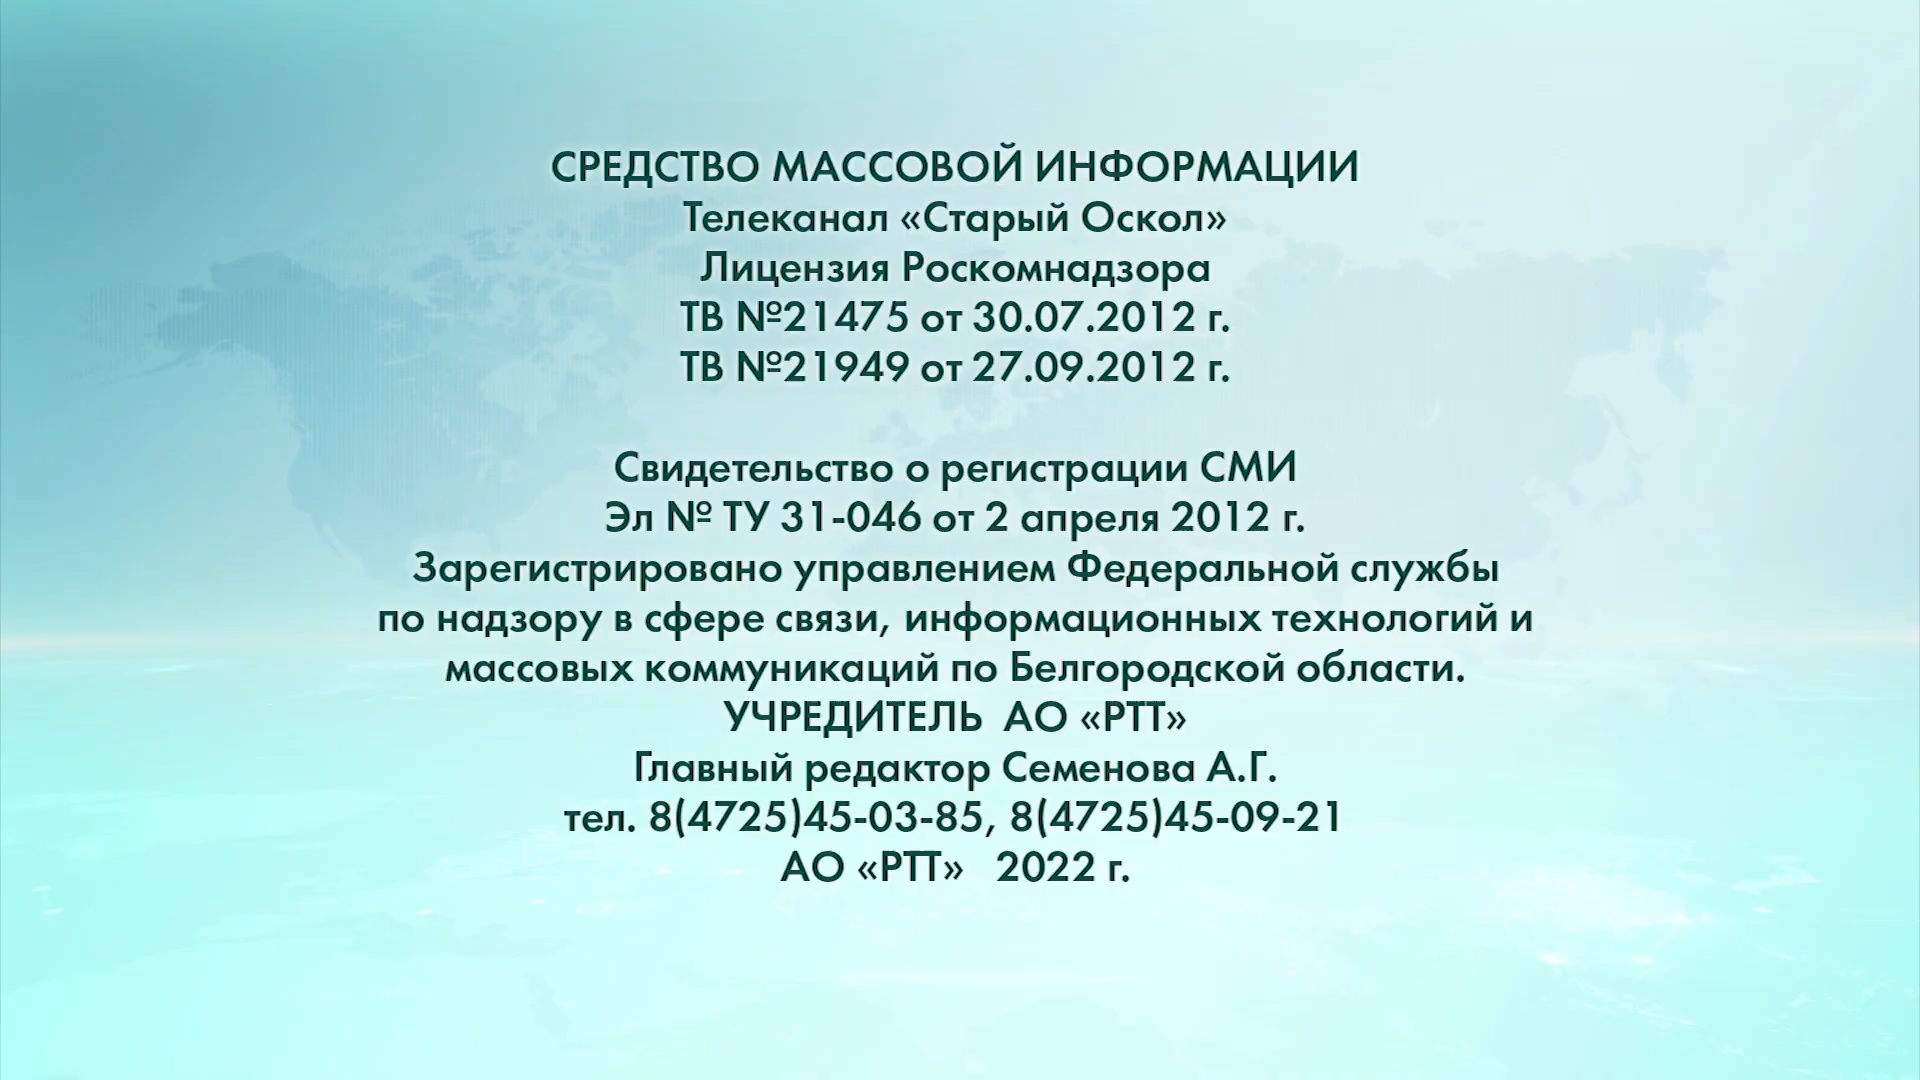 СРЕДСТВО МАССОВОЙ ИНФОРМАЦИИ
Телеканал «Старый Оскол»
Лицензия Роскомнадзора
ТВ №21475 от 30.07.2012 г.
ТВ №21949 от 27.09.2012 г.
Свидетельство о регистрации СМИ
Эл № ТУ 31-046 от 2 апреля 2012 г.
Зарегистрировано управлением Федеральной службы
по надзору в сфере связи, информационных технологий и
массовых коммуникаций по Белгородской области.
УЧРЕДИТЕЛЬ  АО «РТТ»
Главный редактор Семенова А.Г.
тел. 8(4725)45-03-85, 8(4725)45-09-21
АО «РТТ»   2022 г.